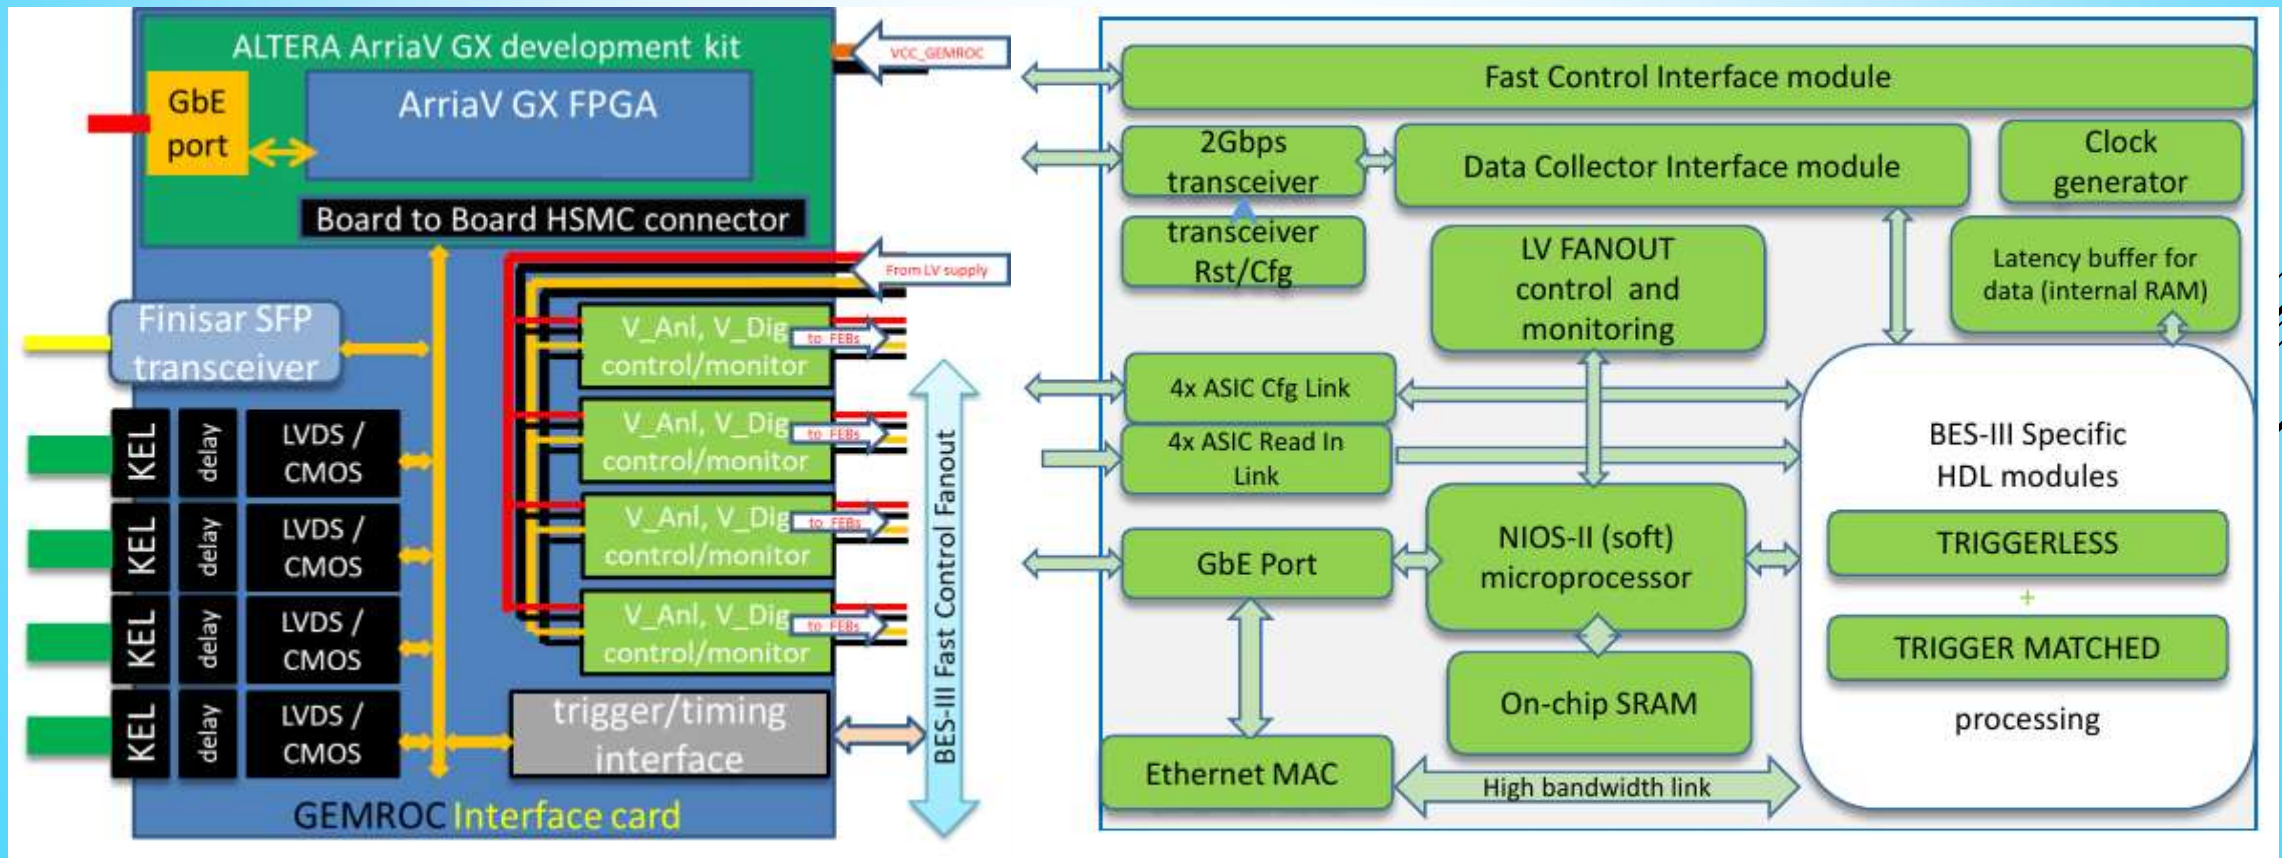 ALTERA ArriaV GX development kit
GbE
port
ArriaV GX FPGA
Board to Board HSMC connector
VCC_GEMROC
From LV supply
Finisar SFP
transceiver
V_Anl, V_Dig
control/monitor
to FEBs
V_Anl, V_Dig
control/monitor
to FEBs
V_Anl, V_Dig
control/monitor
to FEBs
V_Anl, V_Dig
control/monitor
to FEBs
KEL
delay
LVDS /
CMOS
KEL
delay
LVDS /
CMOS
KEL
delay
LVDS /
CMOS
KEL
delay
LVDS /
CMOS
trigger/timing
interface
BES-III Fast Control Fanout
GEMROC Interface card
Fast Control Interface module
2Gbps
transceiver
Data Collector Interface module
Clock
generator
transceiver
Rst/Cfg
LV FANOUT
control and
monitoring
Latency buffer for
data (internal RAM)
4x ASIC Cfg Link
4x ASIC Read In
Link
BES-III Specific
HDL modules
TRIGGERLESS
+
TRIGGER MATCHED
processing
GbE Port
NIOS-II (soft)
microprocessor
On-chip SRAM
Ethernet MAC
High bandwidth link